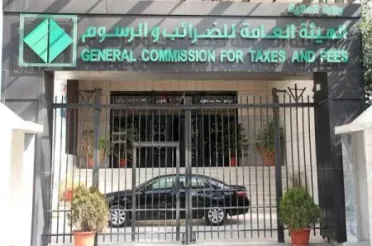 الهيئة العامة للضرائب و الرسوم
GENERAL COMMISSION FOR TAXES AND FEES